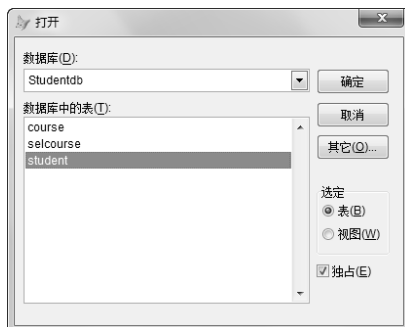 打开
数据库(D):
Studentdb
确定
数据库中的表(T):
取消
course
selcourse
其它(O)...
student
选定
表(B)
视图(W)
独占(E)